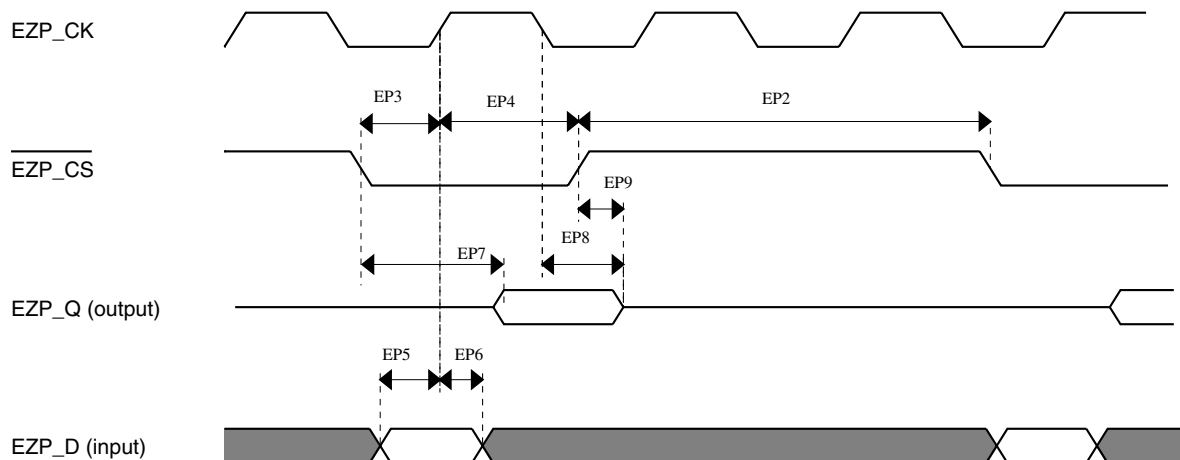 EZP_CK
EP3
EP4
EP2
EZP_CS
EP9
EP8
EP7
EZP_Q (output)
EP5
EP6
EZP_D (input)